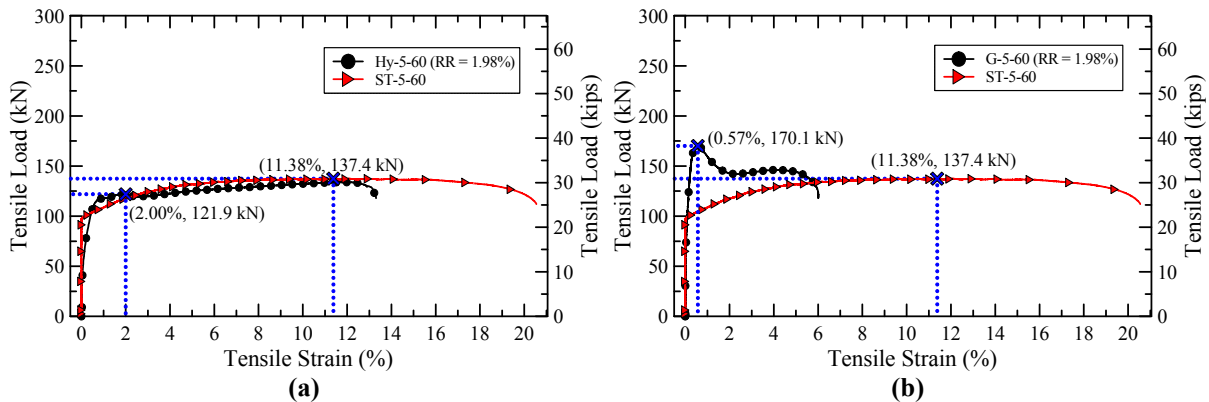 300
250
200
150
100
50
0
Tensile Load (kN)
Hy-5-60 (RR = 1.98%)
ST-5-60
(11.38%, 137.4 kN)
(2.00%, 121.9 kN)
60
50
40
30
20
10
0
Tensile Load (kips)
0 2 4 6 8 10 12 14 16 18 20
Tensile Strain (%)
(a)
300
250
200
150
100
50
0
Tensile Load (kN)
G-5-60 (RR = 1.98%)
ST-5-60
(0.57%, 170.1 kN)
(11.38%, 137.4 kN)
60
50
40
30
20
10
0
Tensile Load (kips)
0 2 4 6 8 10 12 14 16 18 20
Tensile Strain (%)
(b)